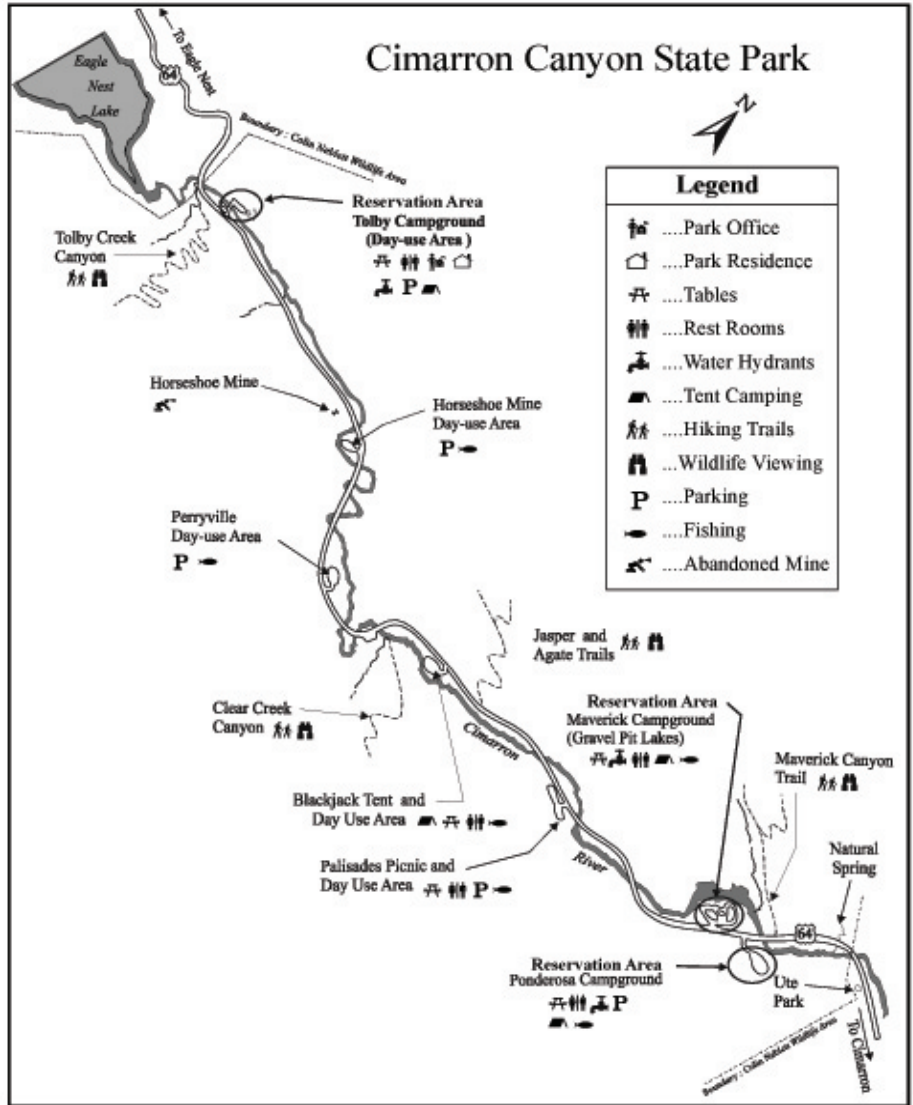 Cimarron Canyon State Park
To Eagle Nest
64
Eagle
Nest
Lake
Boundary : Colin Neblett Wildlife Area
N
Legend
....Park Office
....Park Residence
....Tables
....Rest Rooms
....Water Hydrants
....Tent Camping
....Hiking Trails
...Wildlife Viewing
P ....Parking
....Fishing
....Abandoned Mine
Reservation Area
Tolby Campground
(Day-use Area )
P
Tolby Creek
Canyon
Horseshoe Mine
Horseshoe Mine
Day-use Area
P
Perryville
Day-use Area
P
Jasper and
Agate Trails
Clear Creek
Canyon
Cimarron
River
Reservation Area
Maverick Campground
(Gravel Pit Lakes)
Maverick Canyon
Trail
Blackjack Tent and
Day Use Area
Palisades Picnic and
Day Use Area
P
Natural
Spring
64
Reservation Area
Ponderosa Campground
P
Ute
Park
Boundary : Colin Neblett Wildlife Area
To Cimarron